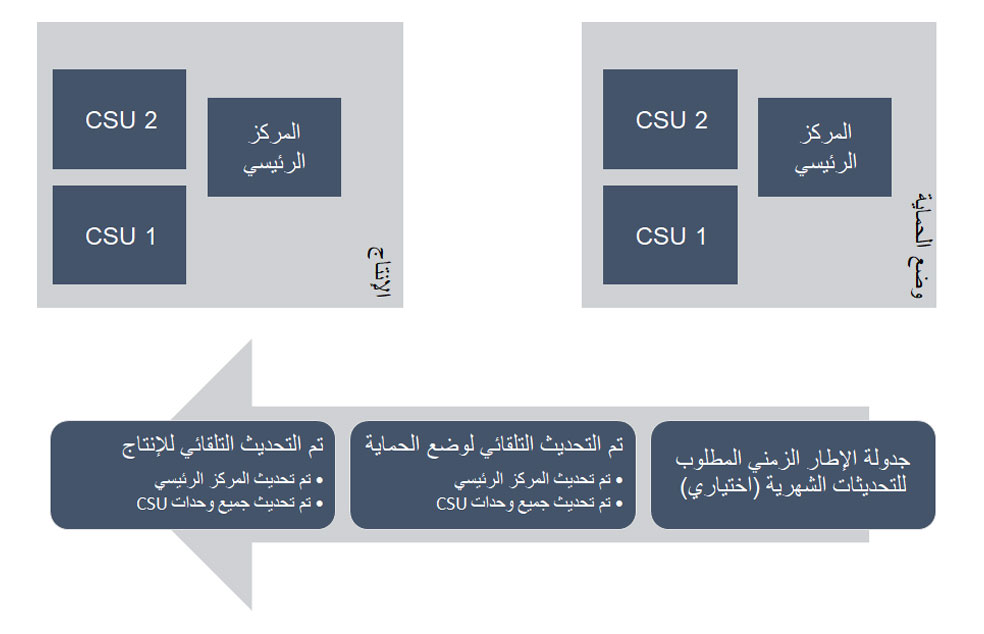 CSU 2
المركز
الرئيسي
CSU 1
وضع الحماية
CSU 2
المركز
الرئيسي
CSU 1
الإنتاج
جدولة الإطار الزمني المطلوب
للتحديثات الشهرية (اختياري)
تم التحديث التلقائي لوضع الحماية
• تم تحديث المركز الرئيسي
• تم تحديث جميع وحدات CSU
تم التحديث التلقائي للإنتاج
• تم تحديث المركز الرئيسي
• تم تحديث جميع وحدات CSU